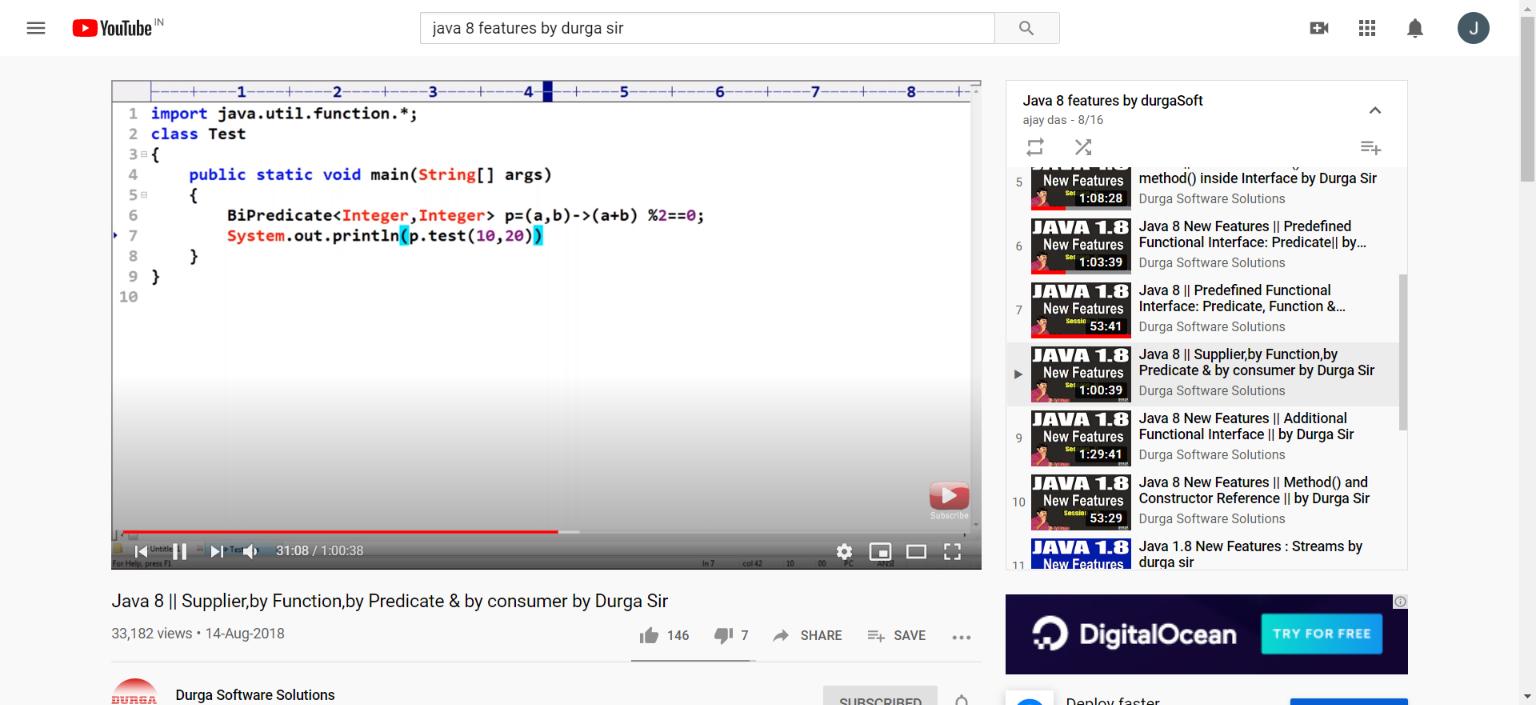 YouTube IN
java 8 features by durga sir
J
1 2 3 4 5 6 7 8
1 import java.util.function.*;
2 class Test
3 {
4 public static void main(String[] args)
5 {
6 BiPredicate<Integer,Integer> p=(a,b)->(a+b) %2==0;
7 System.out.println(p.test(10,20))
8 }
9 }
10
Subscribe
31:08 / 1:00:38
For Help, press F1
ln 7 col 42 10 00 PC ANSI
Java 8 || Supplier,by Function,by Predicate & by consumer by Durga Sir
33,182 views • 14-Aug-2018
146 7 SHARE SAVE
DURGA
Durga Software Solutions
SUBSCRIBED
Java 8 features by durgaSoft
ajay das - 8/16
5
JAVA 1.8
New Features
1:08:28
method() inside Interface by Durga Sir
Durga Software Solutions
6
JAVA 1.8
New Features
1:03:39
Java 8 New Features || Predefined
Functional Interface: Predicate|| by...
Durga Software Solutions
7
JAVA 1.8
New Features
53:41
Java 8 || Predefined Functional
Interface: Predicate, Function &...
Durga Software Solutions
JAVA 1.8
New Features
1:00:39
Java 8 || Supplier,by Function,by
Predicate & by consumer by Durga Sir
Durga Software Solutions
9
JAVA 1.8
New Features
1:29:41
Java 8 New Features || Additional
Functional Interface || by Durga Sir
Durga Software Solutions
10
JAVA 1.8
New Features
53:29
Java 8 New Features || Method() and
Constructor Reference || by Durga Sir
Durga Software Solutions
11
JAVA 1.8
New Features
Java 1.8 New Features : Streams by
durga sir
DigitalOcean
TRY FOR FREE
Deploy faster